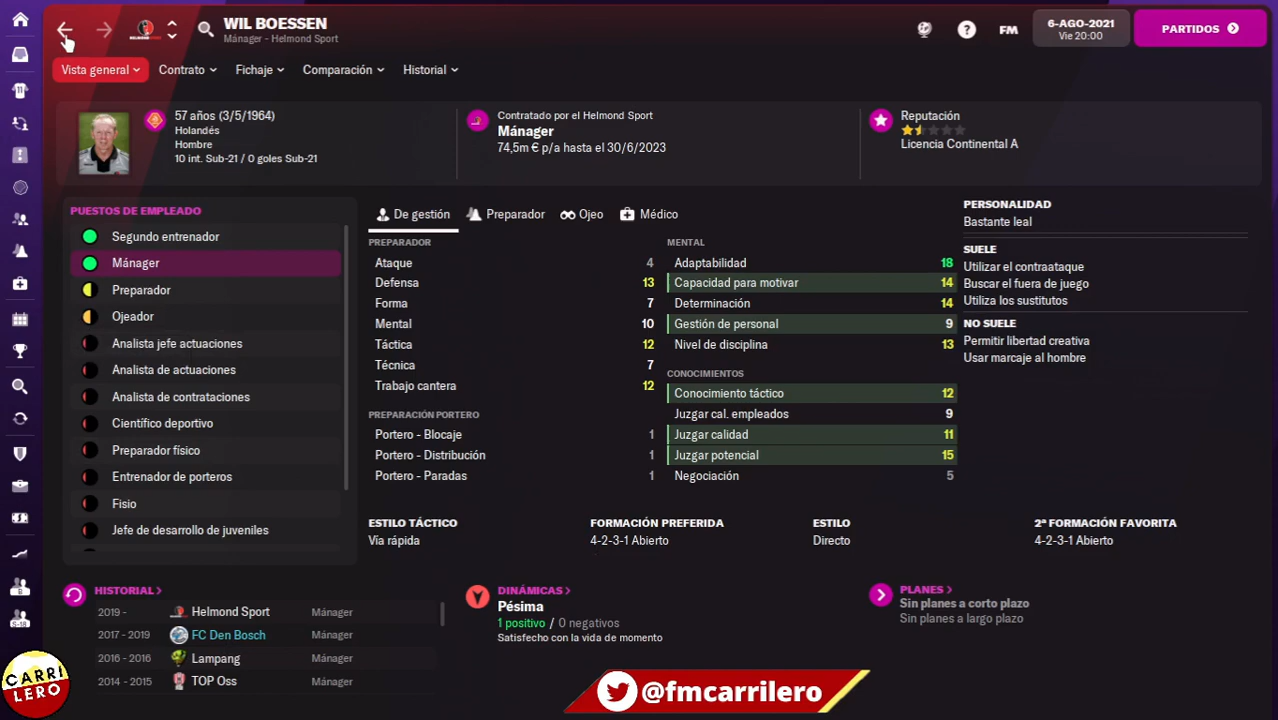 WIL BOESSEN
Mánager - Helmond Sport
6-AGO-2021
Vie 20:00
PARTIDOS
FM
?
Vista general
Contrato
Fichaje
Comparación
Historial
57 años (3/5/1964)
Holandés
Hombre
10 int. Sub-21 / 0 goles Sub-21
Contratado por el Helmond Sport
Mánager
74,5m € p/a hasta el 30/6/2023
Reputación
Licencia Continental A
PUESTOS DE EMPLEADO
Segundo entrenador
Mánager
Preparador
Ojeador
Analista jefe actuaciones
Analista de actuaciones
Analista de contrataciones
Científico deportivo
Preparador físico
Entrenador de porteros
Fisio
Jefe de desarrollo de juveniles
De gestión
Preparador
Ojeo
Médico
PREPARADOR
Ataque 4
Defensa 13
Forma 7
Mental 10
Táctica 12
Técnica 7
Trabajo cantera 12
PREPARACIÓN PORTERO
Portero - Blocaje 1
Portero - Distribución 1
Portero - Paradas 1
MENTAL
Adaptabilidad 18
Capacidad para motivar 14
Determinación 14
Gestión de personal 9
Nivel de disciplina 13
CONOCIMIENTOS
Conocimiento táctico 12
Juzgar cal. empleados 9
Juzgar calidad 11
Juzgar potencial 15
Negociación 5
PERSONALIDAD
Bastante leal
SUELE
Utilizar el contraataque
Buscar el fuera de juego
Utiliza los sustitutos
NO SUELE
Permitir libertad creativa
Usar marcaje al hombre
ESTILO TÁCTICO
Vía rápida
FORMACIÓN PREFERIDA
4-2-3-1 Abierto
ESTILO
Directo
2ª FORMACIÓN FAVORITA
4-2-3-1 Abierto
HISTORIAL >
2019 - Helmond Sport Mánager
2017 - 2019 FC Den Bosch Mánager
2016 - 2016 Lampang Mánager
2014 - 2015 TOP Oss Mánager
DINÁMICAS >
Pésima
1 positivo / 0 negativos
Satisfecho con la vida de momento
PLANES >
Sin planes a corto plazo
Sin planes a largo plazo
CARRI
LERO
@fmcarrilero